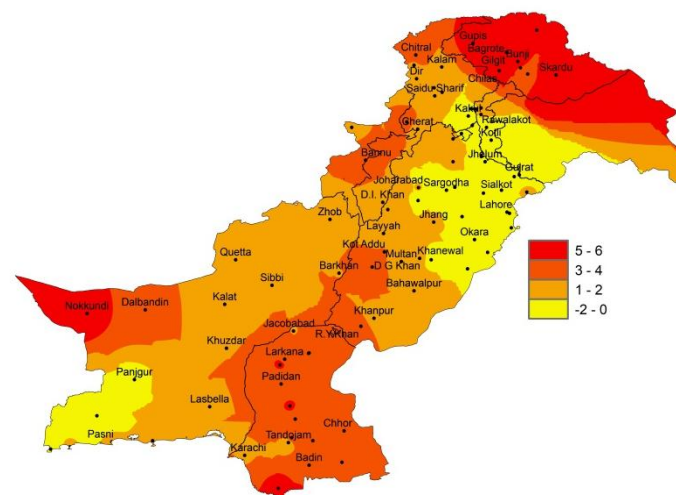 Gupis
Chitral
Bagrote
Bunji
Kalam
Gilgit
Skardu
Dir
Chilas
Saidu Sharif
Kakul
Rawalakot
Cherat
Kotli
Bannu
Jhelum
Gujrat
Joharabad
Sargodha
Sialkot
D.I. Khan
Lahore
Zhob
Jhang
Layyah
Okara
Kot Addu
Quetta
Multan
Khanewal
Barkhan
D G Khan
Sibbi
Bahawalpur
Nokkundi
Dalbandin
Kalat
Khanpur
Jacobabad
R.Y.Khan
Khuzdar
Larkana
Panjgur
Padidan
Lasbella
Chhor
Pasni
Tandojam
Karachi
Badin
5 - 6
3 - 4
1 - 2
-2 - 0